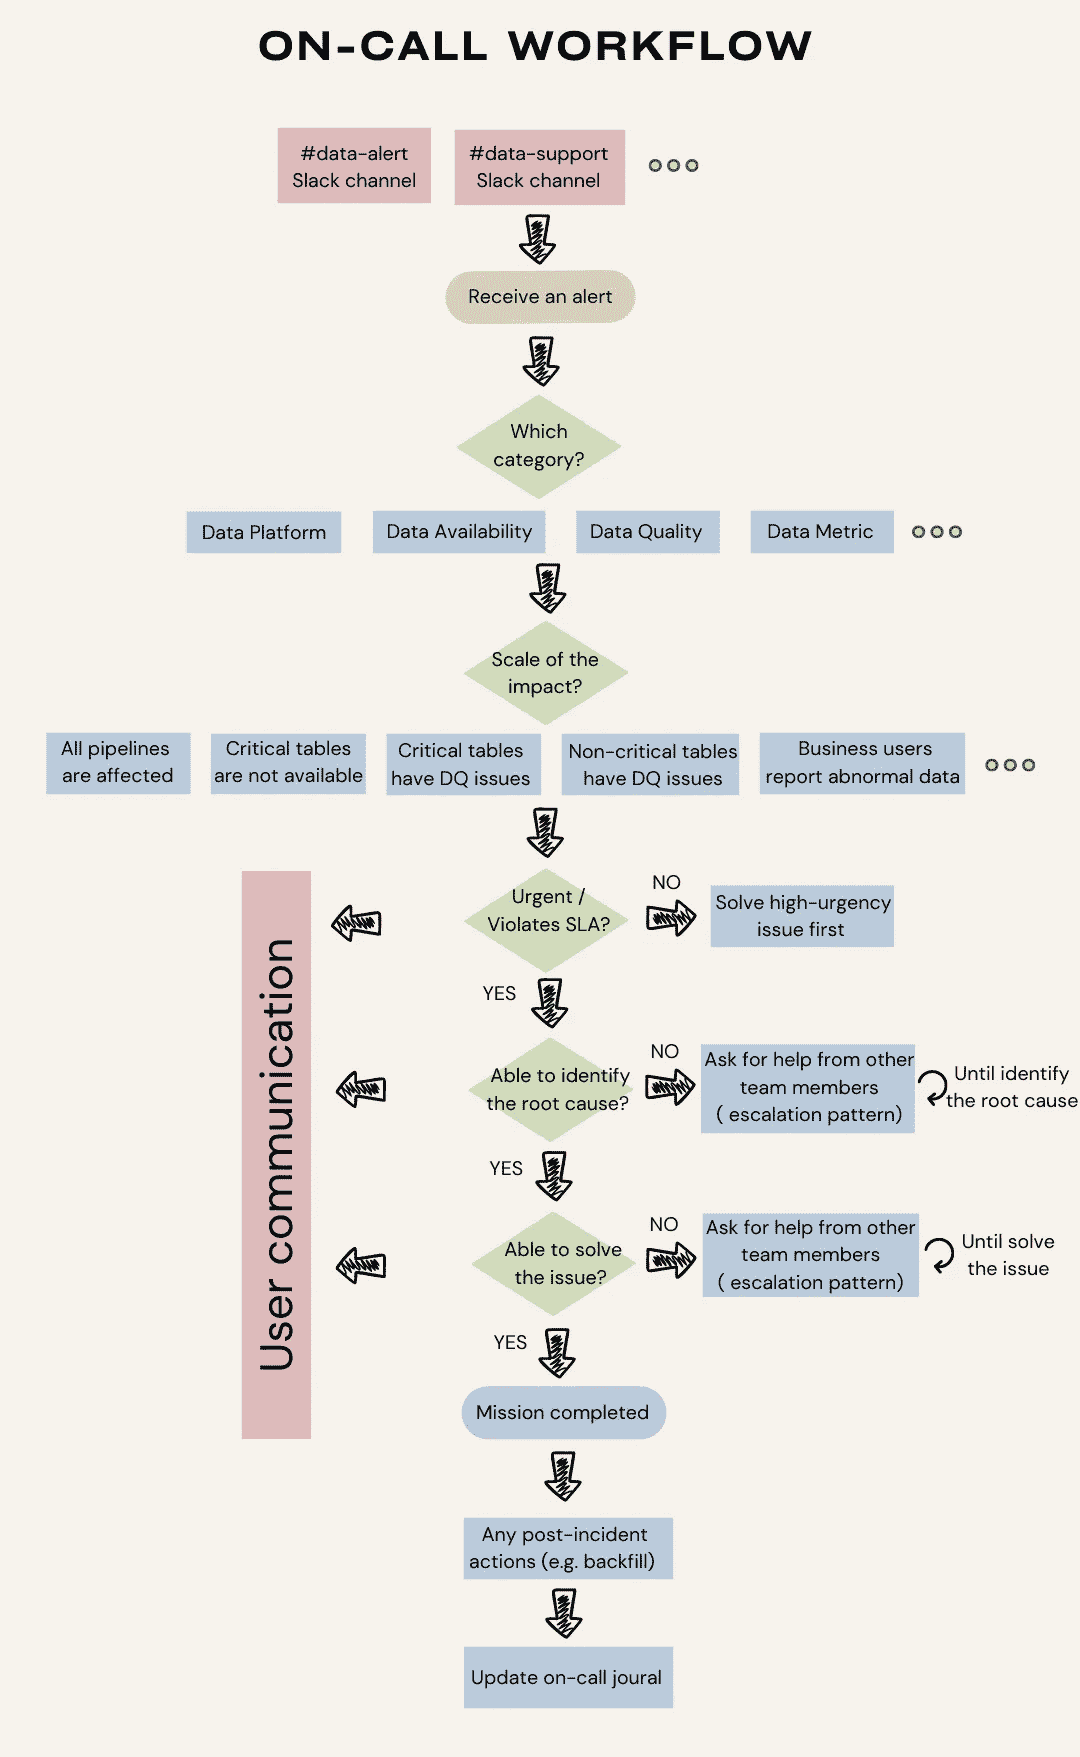 ON-CALL WORKFLOW
#data-alert
Slack channel
#data-support
Slack channel
Receive an alert
Which
category?
Data Platform
Data Availability
Data Quality
Data Metric
Scale of the
impact?
All pipelines
are affected
Critical tables
are not available
Critical tables
have DQ issues
Non-critical tables
have DQ issues
Business users
report abnormal data
User communication
Urgent /
Violates SLA?
NO
Solve high-urgency
issue first
YES
Able to identify
the root cause?
NO
Ask for help from other
team members
( escalation pattern)
Until identify
the root cause
YES
Able to solve
the issue?
NO
Ask for help from other
team members
( escalation pattern)
Until solve
the issue
YES
Mission completed
Any post-incident
actions (e.g. backfill)
Update on-call joural